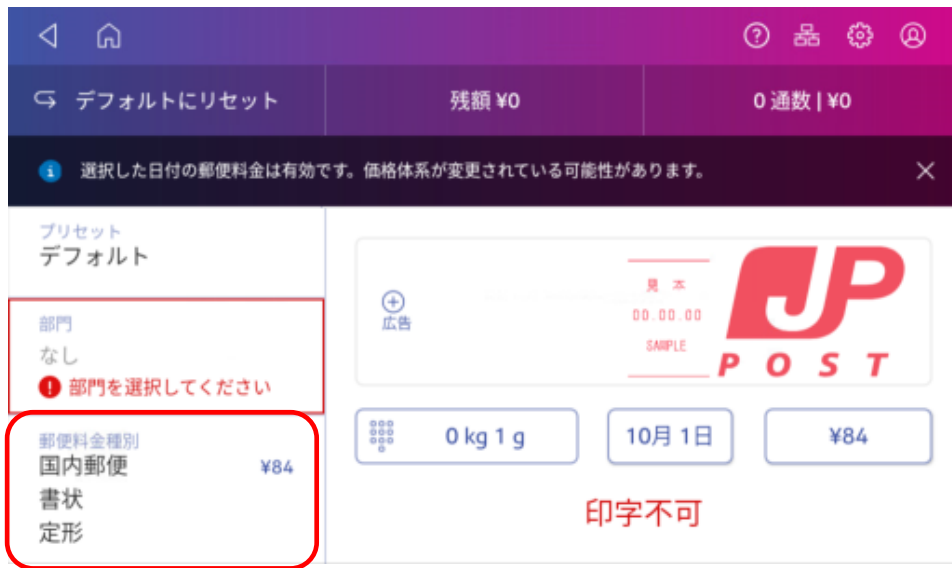 デフォルトにリセット
残額 ¥0
0 通数 | ¥0
選択した日付の郵便料金は有効です。価格体系が変更されている可能性があります。
プリセット
デフォルト
部門
なし
部門を選択してください
郵便料金種別
国内郵便 ¥84
書状
定形
広告
見 本
00.00.00
SAMPLE
JP
POST
0 kg 1 g
10月 1日
¥84
印字不可